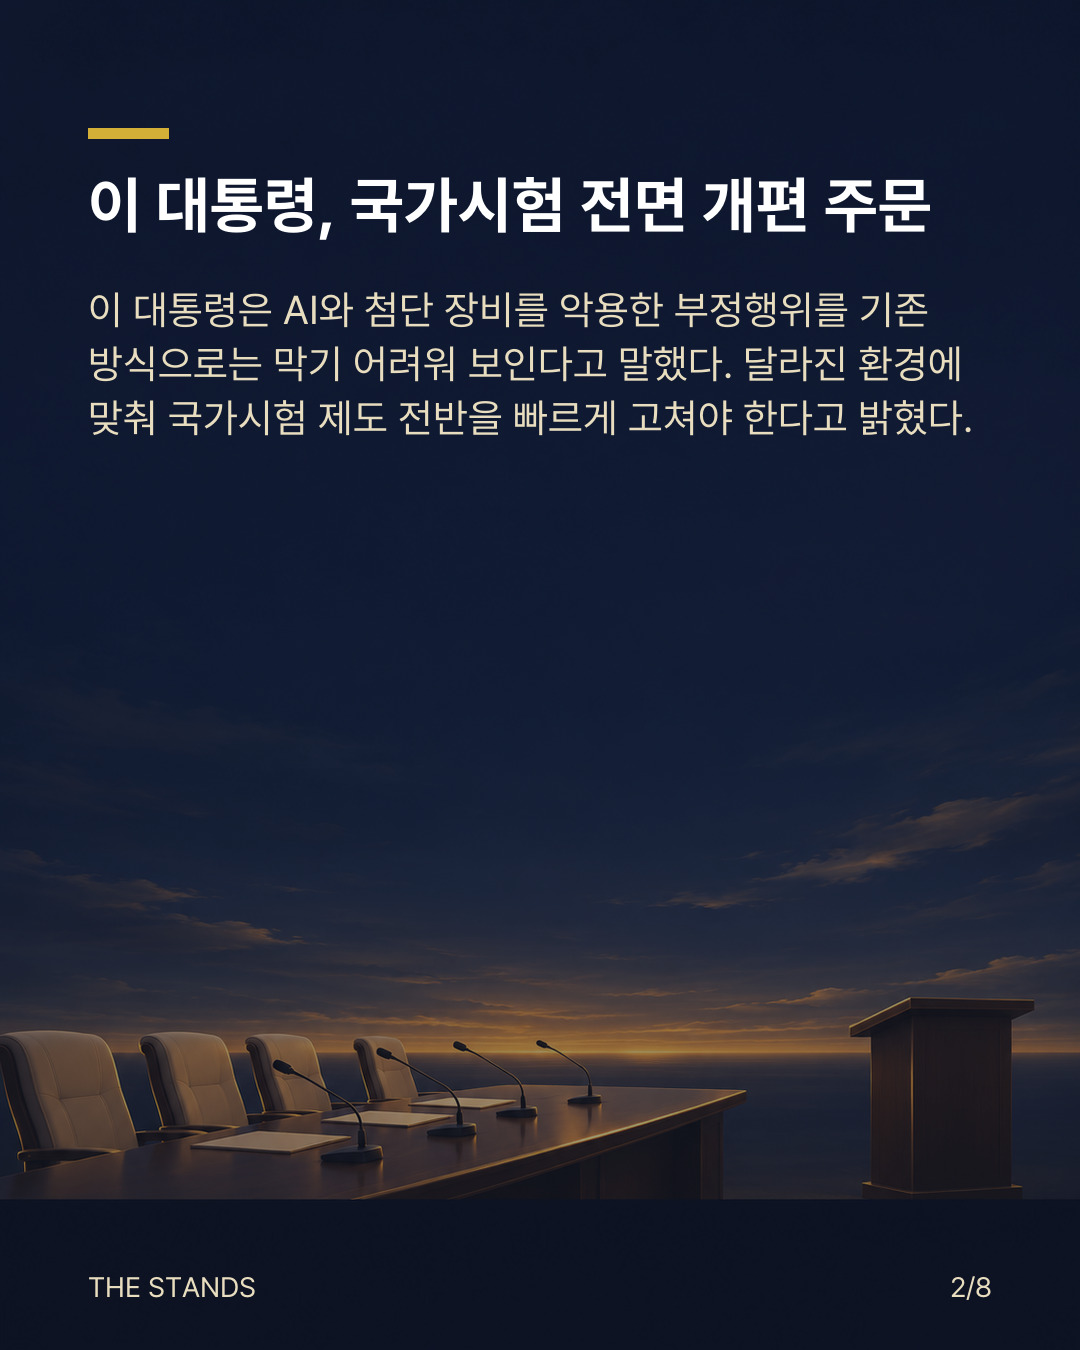 이 대통령, 국가시험 전면 개편 주문
이 대통령은 AI와 첨단 장비를 악용한 부정행위를 기존
방식으로는 막기 어려워 보인다고 말했다. 달라진 환경에
맞춰 국가시험 제도 전반을 빠르게 고쳐야 한다고 밝혔다.
THE STANDS
2/8